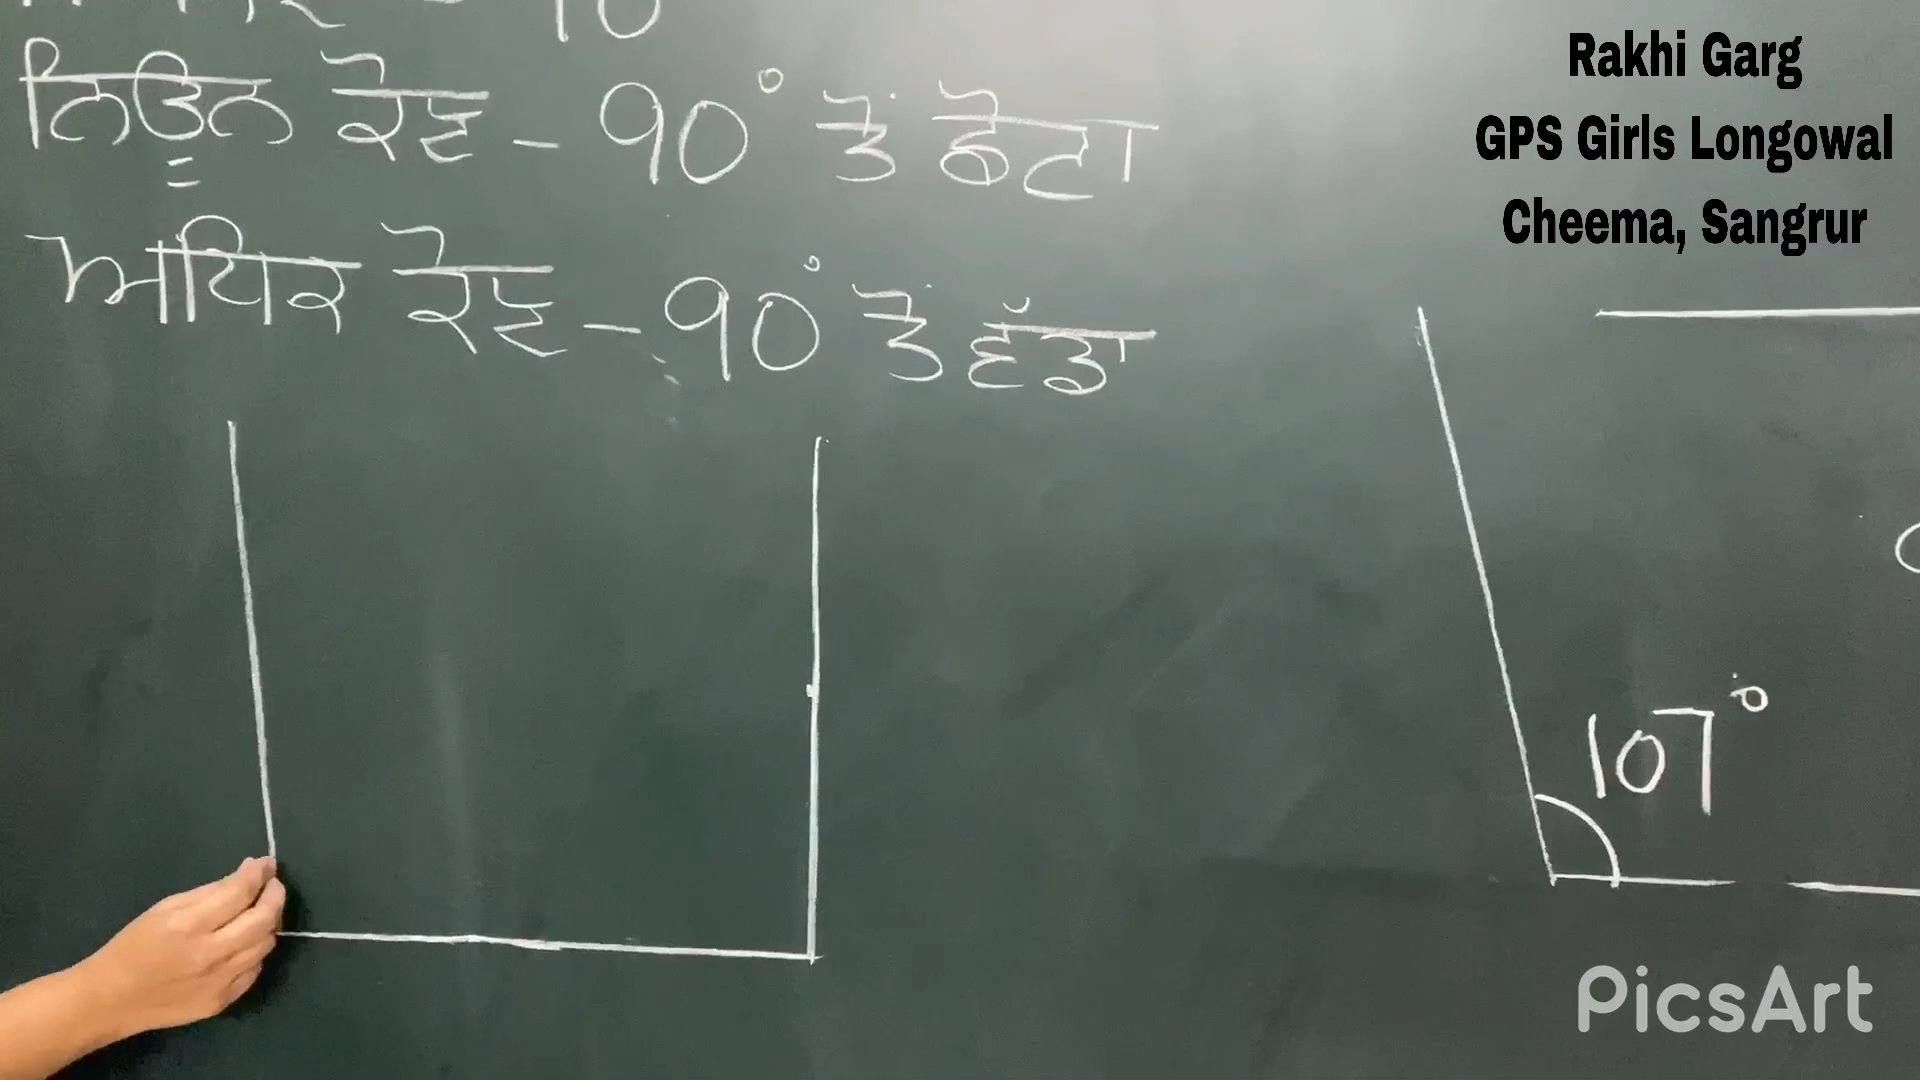 ਨਿਊਨ ਕੋਣ - 90° ਤੋਂ ਛੋਟਾ
ਅਧਿਕ ਕੋਣ - 90° ਤੋਂ ਵੱਡਾ
107°
Rakhi Garg
GPS Girls Longowal
Cheema, Sangrur
PicsArt